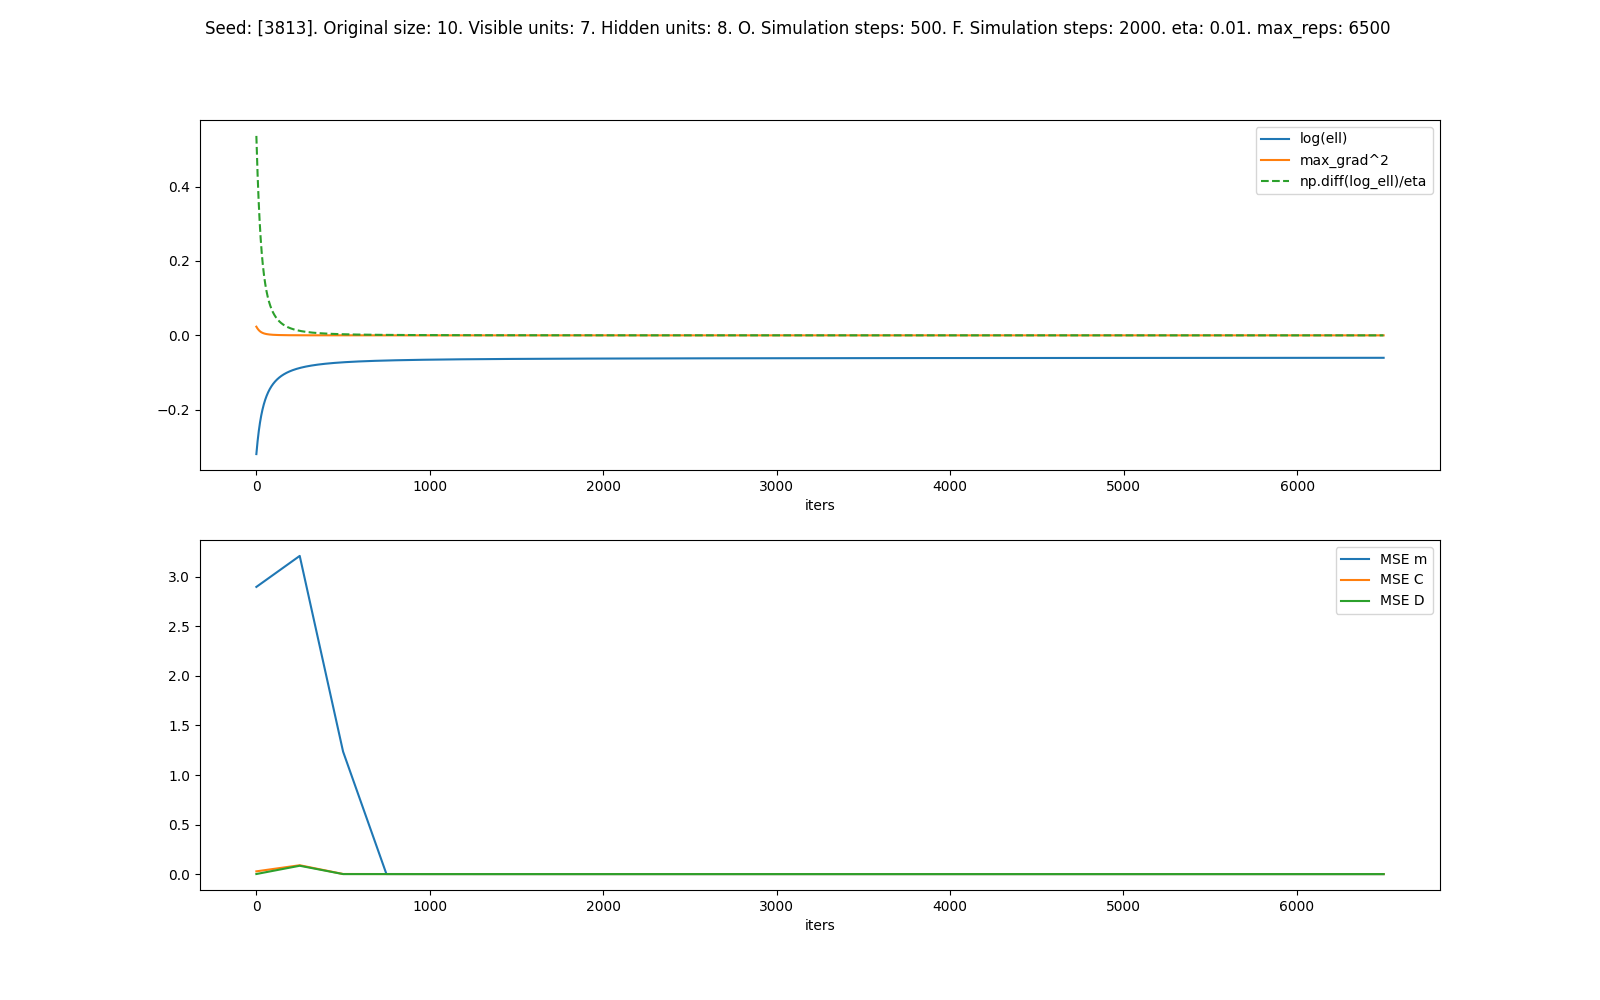 Seed: [3813]. Original size: 10. Visible units: 7. Hidden units: 8. O. Simulation steps: 500. F. Simulation steps: 2000. eta: 0.01. max_reps: 6500
log(ell)
max_grad^2
np.diff(log_ell)/eta
0.4
0.2
0.0
−0.2
0 1000 2000 3000 4000 5000 6000
iters
MSE m
MSE C
MSE D
3.0
2.5
2.0
1.5
1.0
0.5
0.0
0 1000 2000 3000 4000 5000 6000
iters